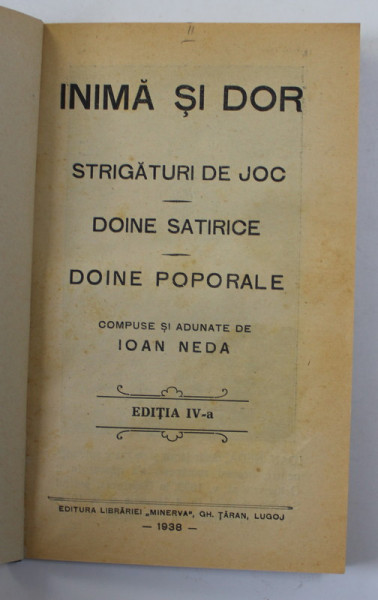 INIMĂ ȘI DOR
STRIGĂTURI DE JOC
DOINE SATIRICE
DOINE POPORALE
COMPUSE ȘI ADUNATE DE
IOAN NEDA
EDIȚIA IV-a
EDITURA LIBRĂRIEI „MINERVA", GH. ȚĂRAN, LUGOJ
— 1938 —